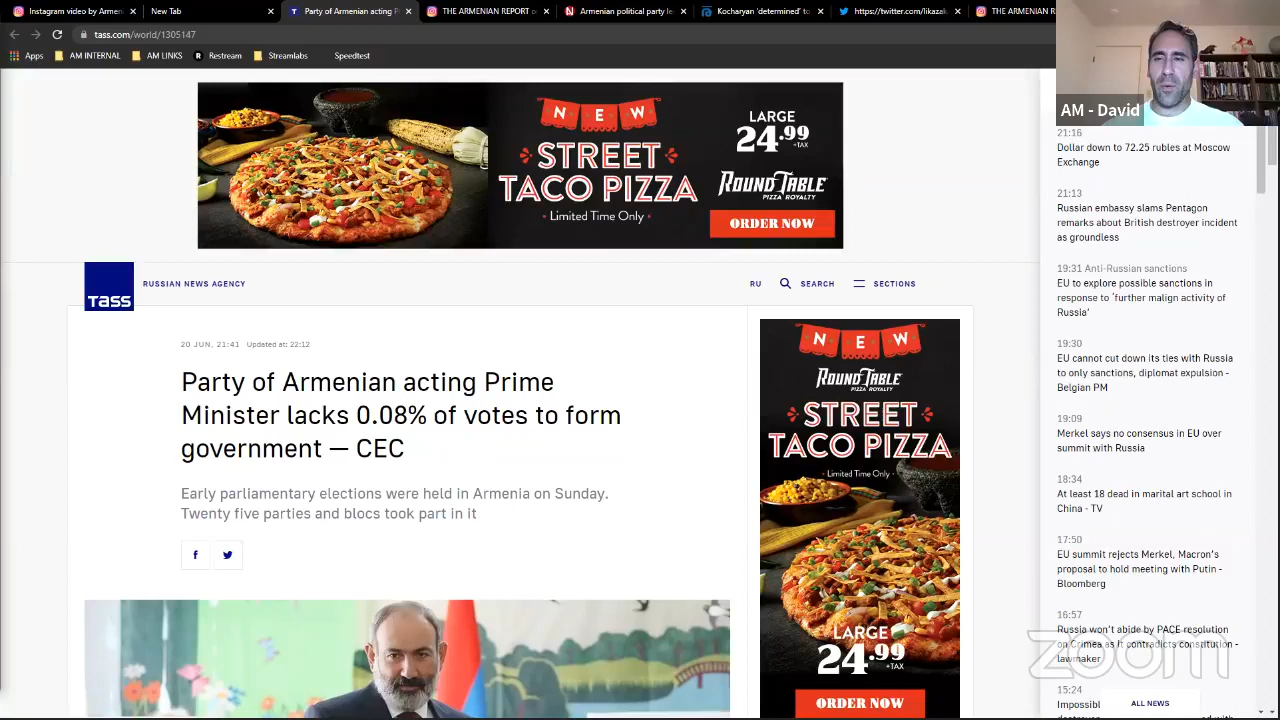 Instagram video by Armenian i
New Tab
Party of Armenian acting Pr
THE ARMENIAN REPORT o
Armenian political party le
Kocharyan 'determined' to
https://twitter.com/likazak
THE ARMENIAN R
tass.com/world/1305147
Apps
AM INTERNAL
AM LINKS
Restream
Streamlabs
Speedtest
AM - David
NEW
STREET
TACO PIZZA
Limited Time Only
LARGE
24.99
+TAX
ROUND TABLE
PIZZA ROYALTY
ORDER NOW
TASS
RUSSIAN NEWS AGENCY
RU
SEARCH
SECTIONS
20 JUN, 21:41 Updated at: 22:12
Party of Armenian acting Prime
Minister lacks 0.08% of votes to form
government — CEC
Early parliamentary elections were held in Armenia on Sunday.
Twenty five parties and blocs took part in it
NEW
ROUND TABLE
PIZZA ROYALTY
STREET
TACO PIZZA
Limited Time Only
LARGE
24.99
+TAX
ORDER NOW
21:16
Dollar down to 72.25 rubles at Moscow
Exchange
21:13
Russian embassy slams Pentagon
remarks about British destroyer incident
as groundless
19:31 Anti-Russian sanctions
EU to explore possible sanctions in
response to 'further malign activity of
Russia'
19:30
EU cannot cut down its ties with Russia
to only sanctions, diplomat expulsion -
Belgian PM
19:09
Merkel says no consensus in EU over
summit with Russia
18:34
At least 18 dead in marital art school in
China - TV
17:50
EU summit rejects Merkel, Macron's
proposal to hold meeting with Putin -
Bloomberg
16:57
Russia won't abide by PACE resolution
on Crimea as it contradicts constitution -
lawmaker
15:24
ALL NEWS
zoom